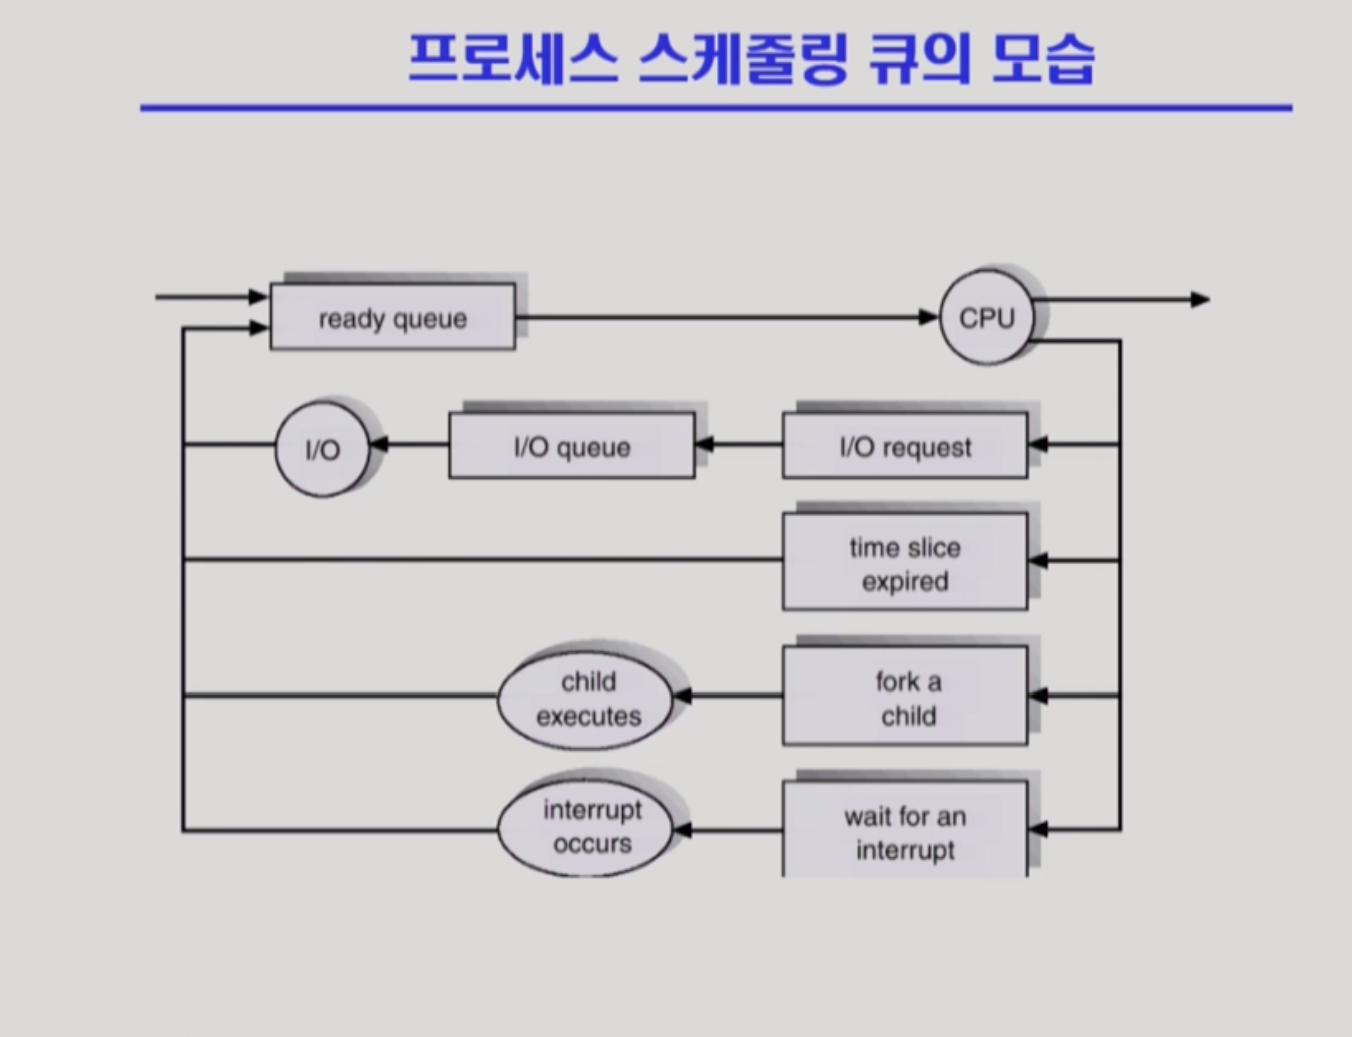 프로세스 스케줄링 큐의 모습
ready queue
CPU
I/O
I/O queue
I/O request
time slice
expired
child
executes
fork a
child
interrupt
occurs
wait for an
interrupt